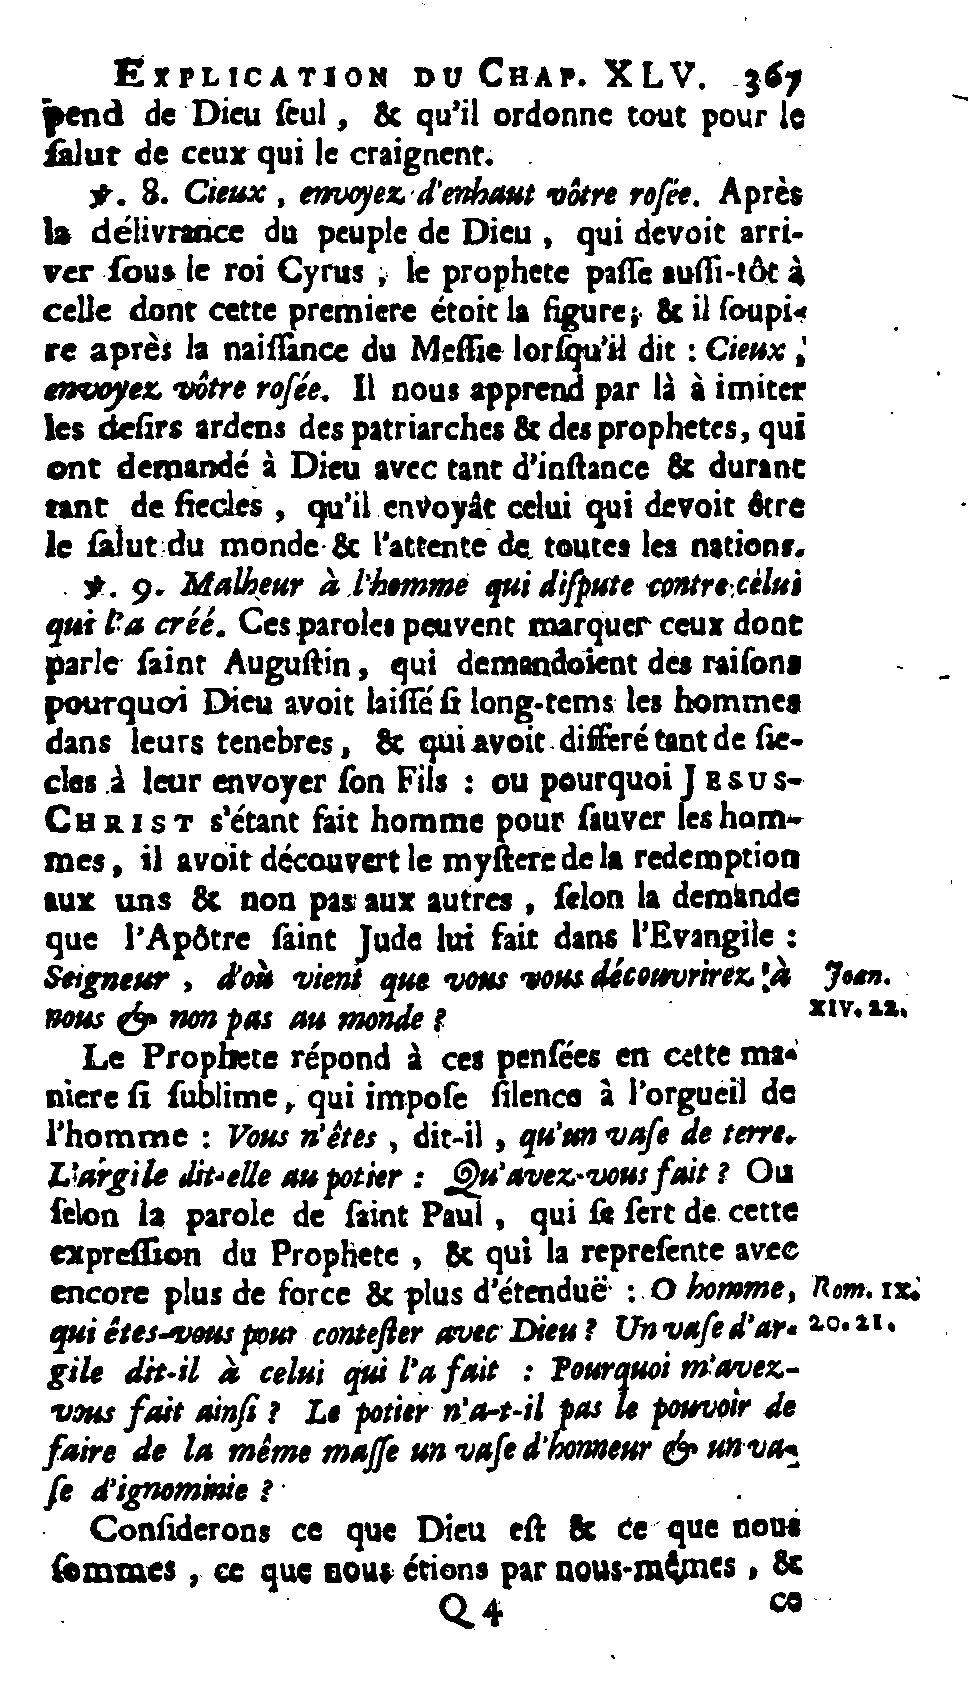 EXPLICATION DU CHAP. XLV. 367
pend de Dieu ſeul, & qu'il ordonne tout pour le
ſalut de ceux qui le craignent.
℣. 8. Cieux, envoyez d'enhaut vôtre roſée. Après
la délivrance du peuple de Dieu, qui devoit arri-
ver ſous le roi Cyrus, le prophete paſſe auſſi-tôt à
celle dont cette premiere étoit la figure; & il ſoupi-
re après la naiſſance du Meſſie lorſqu'il dit : Cieux,
envoyez vôtre roſée. Il nous apprend par là à imiter
les deſirs ardens des patriarches & des prophetes, qui
ont demandé à Dieu avec tant d'inſtance & durant
tant de ſiecles, qu'il envoyât celui qui devoit être
le ſalut du monde & l'attente de toutes les nations.
℣. 9. Malheur à l'homme qui diſpute contre celui
qui l'a créé. Ces paroles peuvent marquer ceux dont
parle ſaint Auguſtin, qui demandoient des raiſons
pourquoi Dieu avoit laiſſé ſi long-tems les hommes
dans leurs tenebres, & qui avoit differé tant de ſie-
cles à leur envoyer ſon Fils : ou pourquoi JESUS-
CHRIST s'étant fait homme pour ſauver les hom-
mes, il avoit découvert le myſtere de la redemption
aux uns & non pas aux autres, ſelon la demande
que l'Apôtre ſaint Jude lui fait dans l'Evangile :
Seigneur, d'où vient que vous vous découvrirez à
nous & non pas au monde ?
Joan.
XIV. 22.
Le Prophete répond à ces penſées en cette ma-
niere ſi ſublime, qui impoſe ſilence à l'orgueil de
l'homme : Vous n'êtes, dit-il, qu'un vaſe de terre.
L'argile dit-elle au potier : Qu'avez-vous fait ? Ou
ſelon la parole de ſaint Paul, qui ſe ſert de cette
expreſſion du Prophete, & qui la repreſente avec
encore plus de force & plus d'étenduë : O homme,
qui êtes-vous pour conteſter avec Dieu ? Un vaſe d'ar-
gile dit-il à celui qui l'a fait : Pourquoi m'avez-
vous fait ainſi ? Le potier n'a-t-il pas le pouvoir de
faire de la même maſſe un vaſe d'honneur & un va-
ſe d'ignominie ?
Rom. IX.
20. 21.
Conſiderons ce que Dieu eſt & ce que nous
ſommes, ce que nous étions par nous-mêmes, &
Q 4 ce